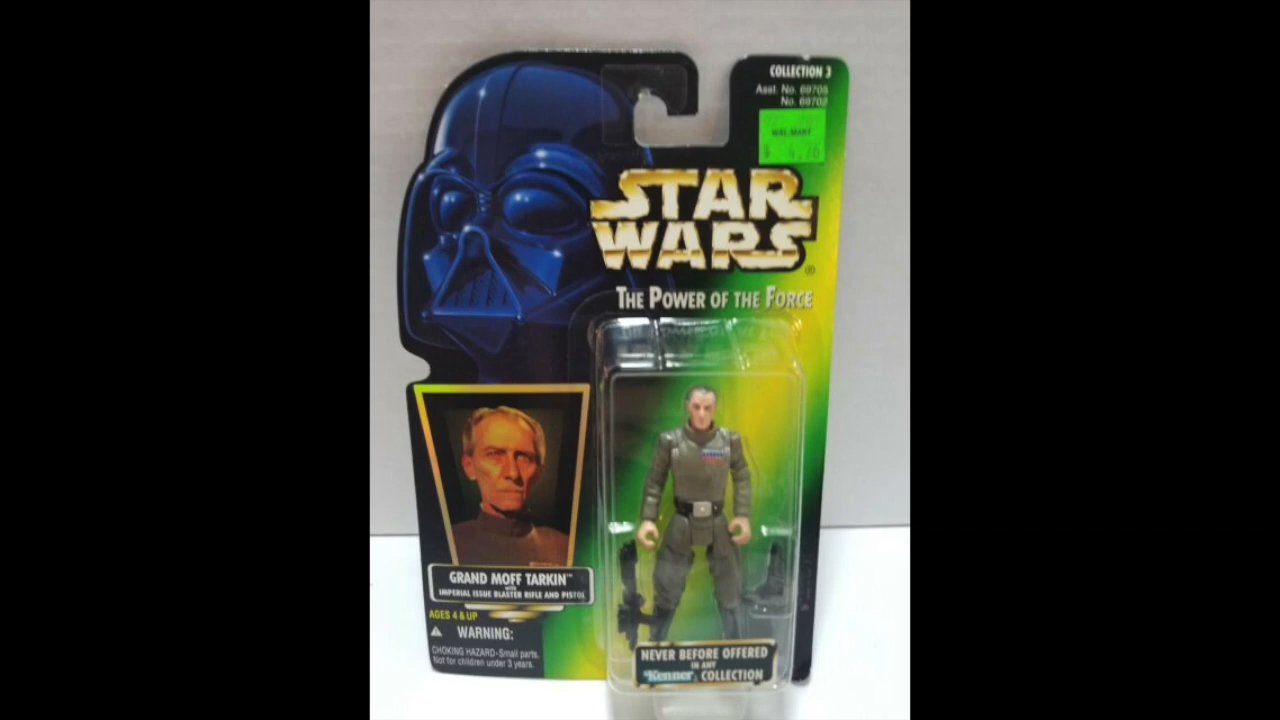 COLLECTION 3
Asst. No. 69705
No. 69702
WAL-MART
$ 4.76
STAR
WARS
®
THE POWER OF THE FORCE
GRAND MOFF TARKIN™
with
IMPERIAL ISSUE BLASTER RIFLE AND PISTOL
AGES 4 & UP
WARNING:
CHOKING HAZARD-Small parts.
Not for children under 3 years.
NEVER BEFORE OFFERED
IN ANY
Kenner COLLECTION